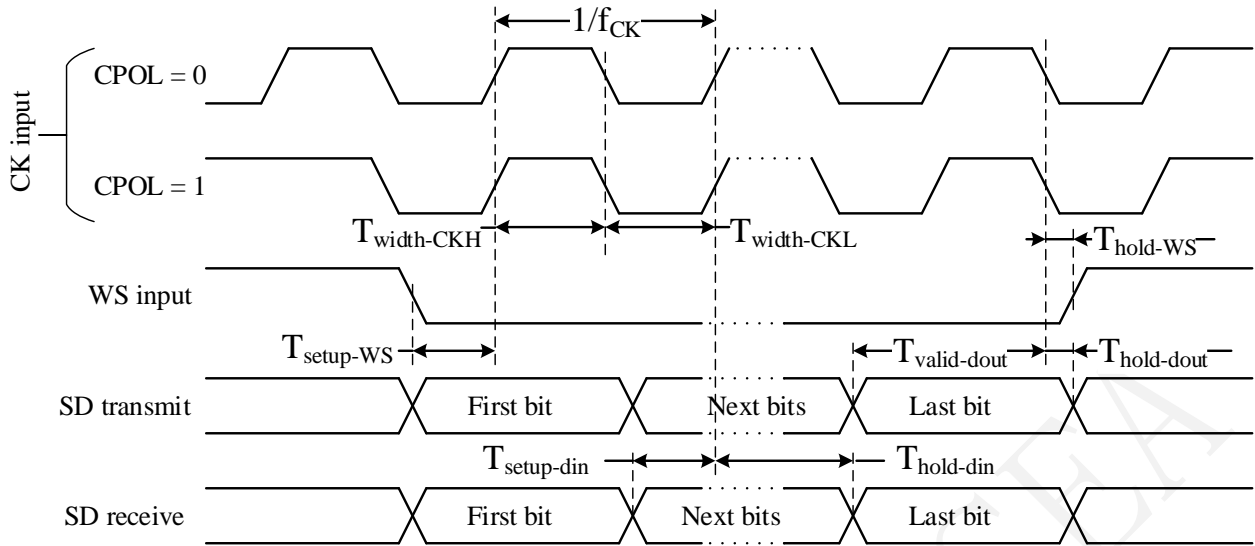 1/fCK
CK input
CPOL = 0
CPOL = 1
Twidth-CKH
Twidth-CKL
Thold-WS
WS input
Tsetup-WS
Tvalid-dout
Thold-dout
SD transmit
First bit
Next bits
Last bit
Tsetup-din
Thold-din
SD receive
First bit
Next bits
Last bit